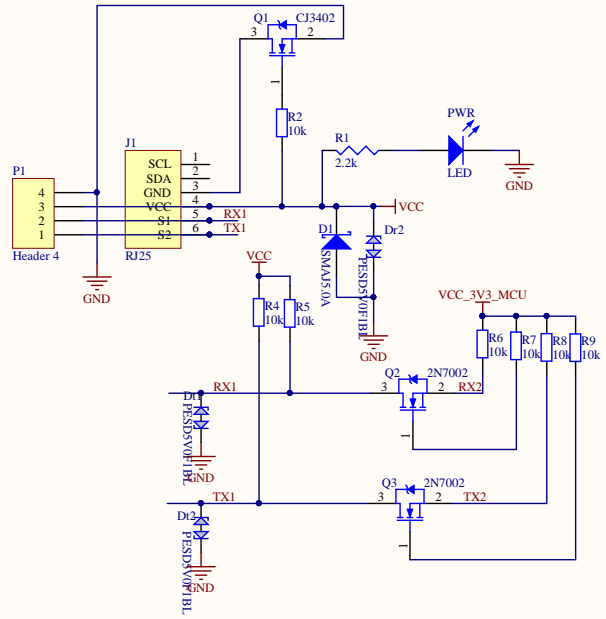 Q1 CJ3402
3 2
1
R2
10k
R1
2.2k
PWR
LED
GND
J1
SCL 1
SDA 2
GND 3
VCC 4
S1 5 RX1
S2 6 TX1
RJ25
P1
4
3
2
1
Header 4
GND
VCC
D1
SMAJ5.0A
Dr2
PESD5V0F1BL
GND
VCC
R4
10k
R5
10k
VCC_3V3_MCU
R6
10k
R7
10k
R8
10k
R9
10k
RX1
Q2 2N7002
3 2
RX2
1
Dt1
PESD5V0F1BL
GND
TX1
Q3 2N7002
3 2
TX2
1
Dt2
PESD5V0F1BL
GND